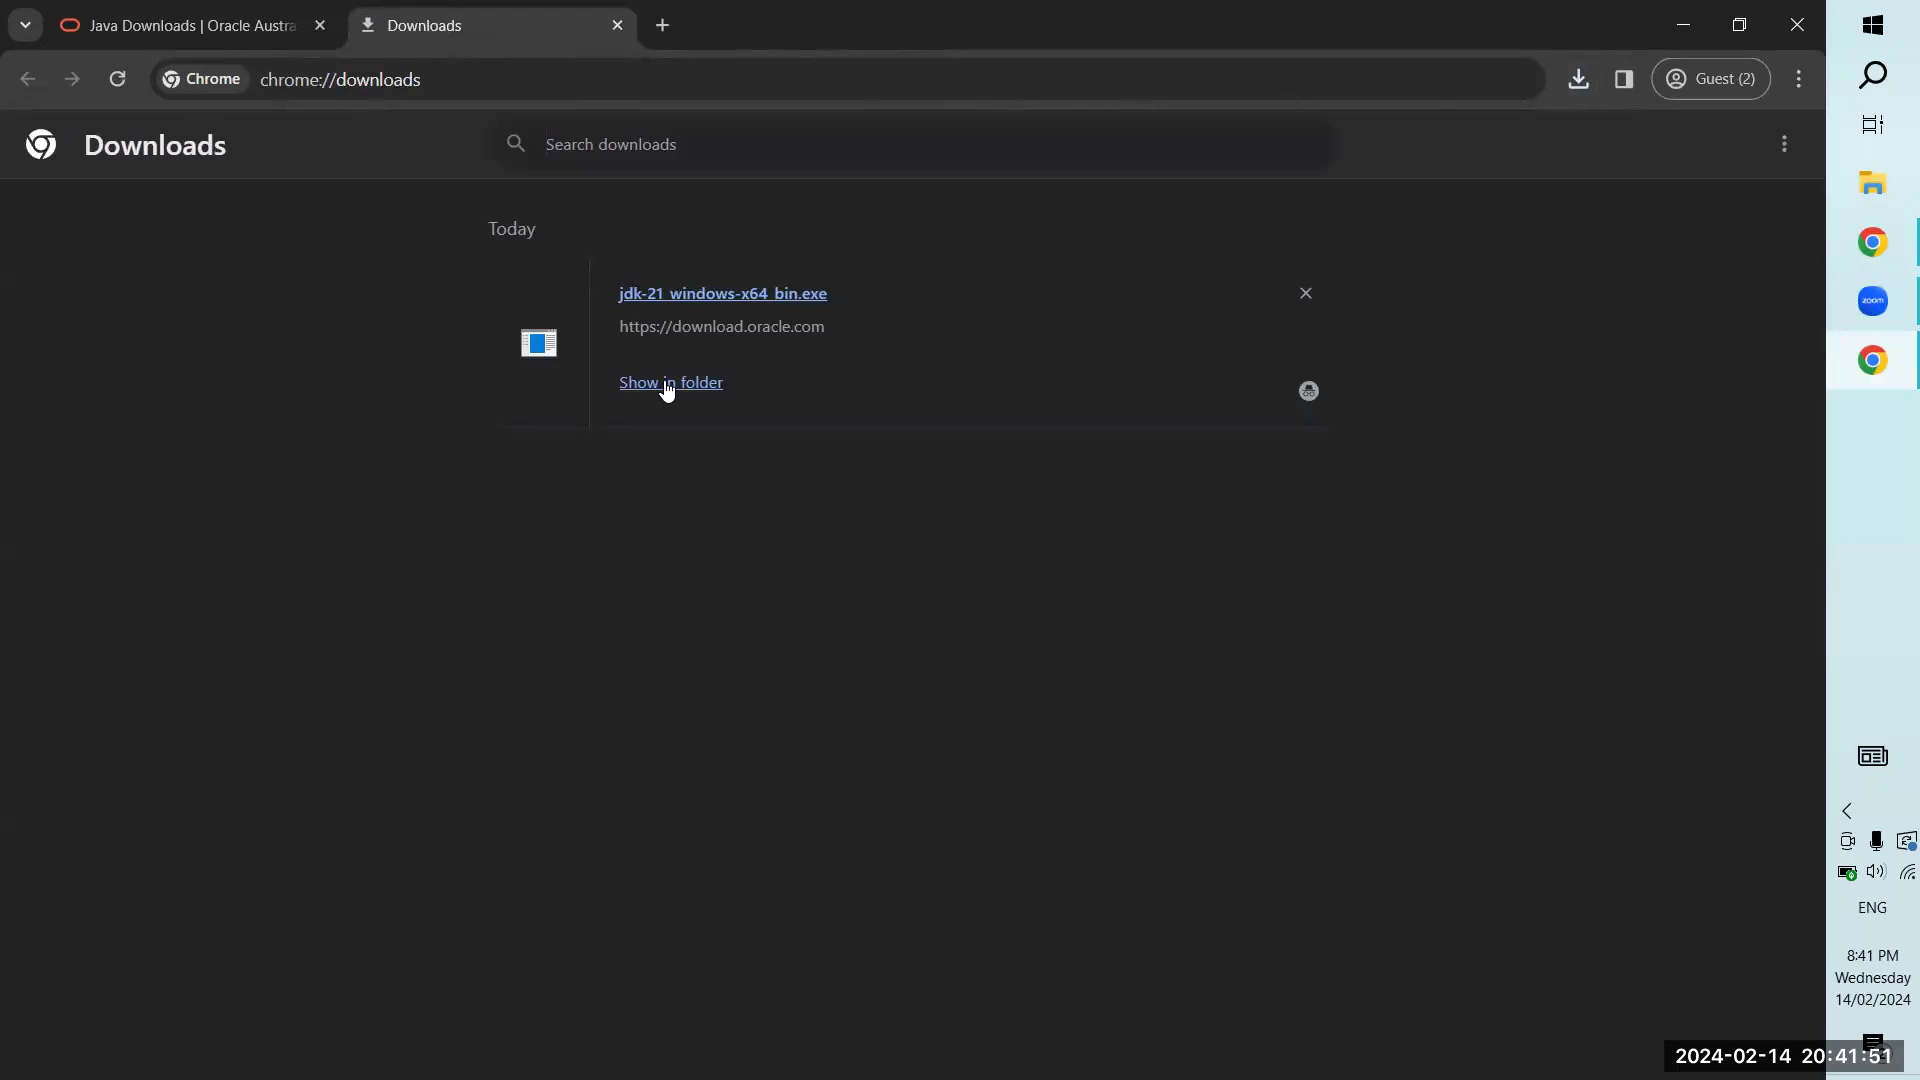 Java Downloads | Oracle Austra
Downloads
Chrome
chrome://downloads
Guest (2)
Downloads
Search downloads
Today
jdk-21_windows-x64_bin.exe
https://download.oracle.com
Show in folder
zoom
ENG
8:41 PM
Wednesday
14/02/2024
2024-02-14 20:41:51